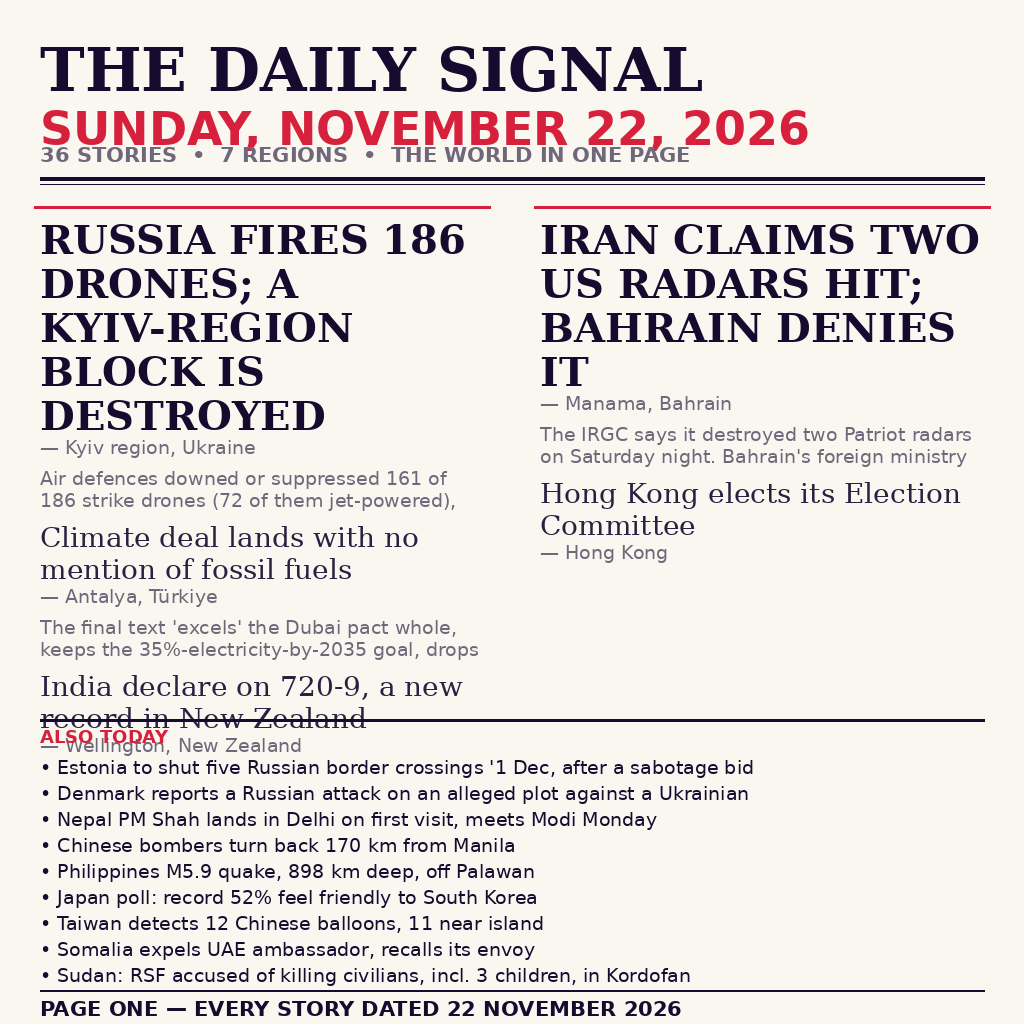 THE DAILY SIGNAL
SUNDAY, NOVEMBER 22, 2026
36 STORIES • 7 REGIONS • THE WORLD IN ONE PAGE
RUSSIA FIRES 186
DRONES; A
KYIV-REGION
BLOCK IS
DESTROYED
— Kyiv region, Ukraine
Air defences downed or suppressed 161 of
186 strike drones (72 of them jet-powered),
Climate deal lands with no
mention of fossil fuels
— Antalya, Türkiye
The final text 'excels' the Dubai pact whole,
keeps the 35%-electricity-by-2035 goal, drops
India declare on 720-9, a new
record in New Zealand
— Wellington, New Zealand
IRAN CLAIMS TWO
US RADARS HIT;
BAHRAIN DENIES
IT
— Manama, Bahrain
The IRGC says it destroyed two Patriot radars
on Saturday night. Bahrain's foreign ministry
Hong Kong elects its Election
Committee
— Hong Kong
ALSO TODAY
• Estonia to shut five Russian border crossings '1 Dec, after a sabotage bid
• Denmark reports a Russian attack on an alleged plot against a Ukrainian
• Nepal PM Shah lands in Delhi on first visit, meets Modi Monday
• Chinese bombers turn back 170 km from Manila
• Philippines M5.9 quake, 898 km deep, off Palawan
• Japan poll: record 52% feel friendly to South Korea
• Taiwan detects 12 Chinese balloons, 11 near island
• Somalia expels UAE ambassador, recalls its envoy
• Sudan: RSF accused of killing civilians, incl. 3 children, in Kordofan
PAGE ONE — EVERY STORY DATED 22 NOVEMBER 2026